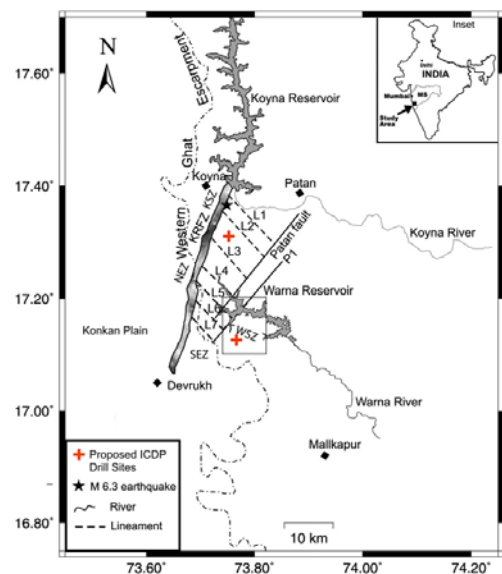 17.60°
17.40°
17.20°
17.00°
16.80°
N
Western Ghat Escarpment
Koyna Reservoir
Inset
Delhi
INDIA
Mumbai
MS
Study
Area
Koyna
Patan
KSZ
KRFZ
NEZ
L1
L2
L3
L4
L5
L6
L7
Patan fault
P1
Koyna River
Warna Reservoir
T
WSZ
SEZ
Konkan Plain
Devrukh
Warna River
Mallkapur
Proposed ICDP
Drill Sites
M 6.3 earthquake
River
Lineament
10 km
73.60°
73.80°
74.00°
74.20°